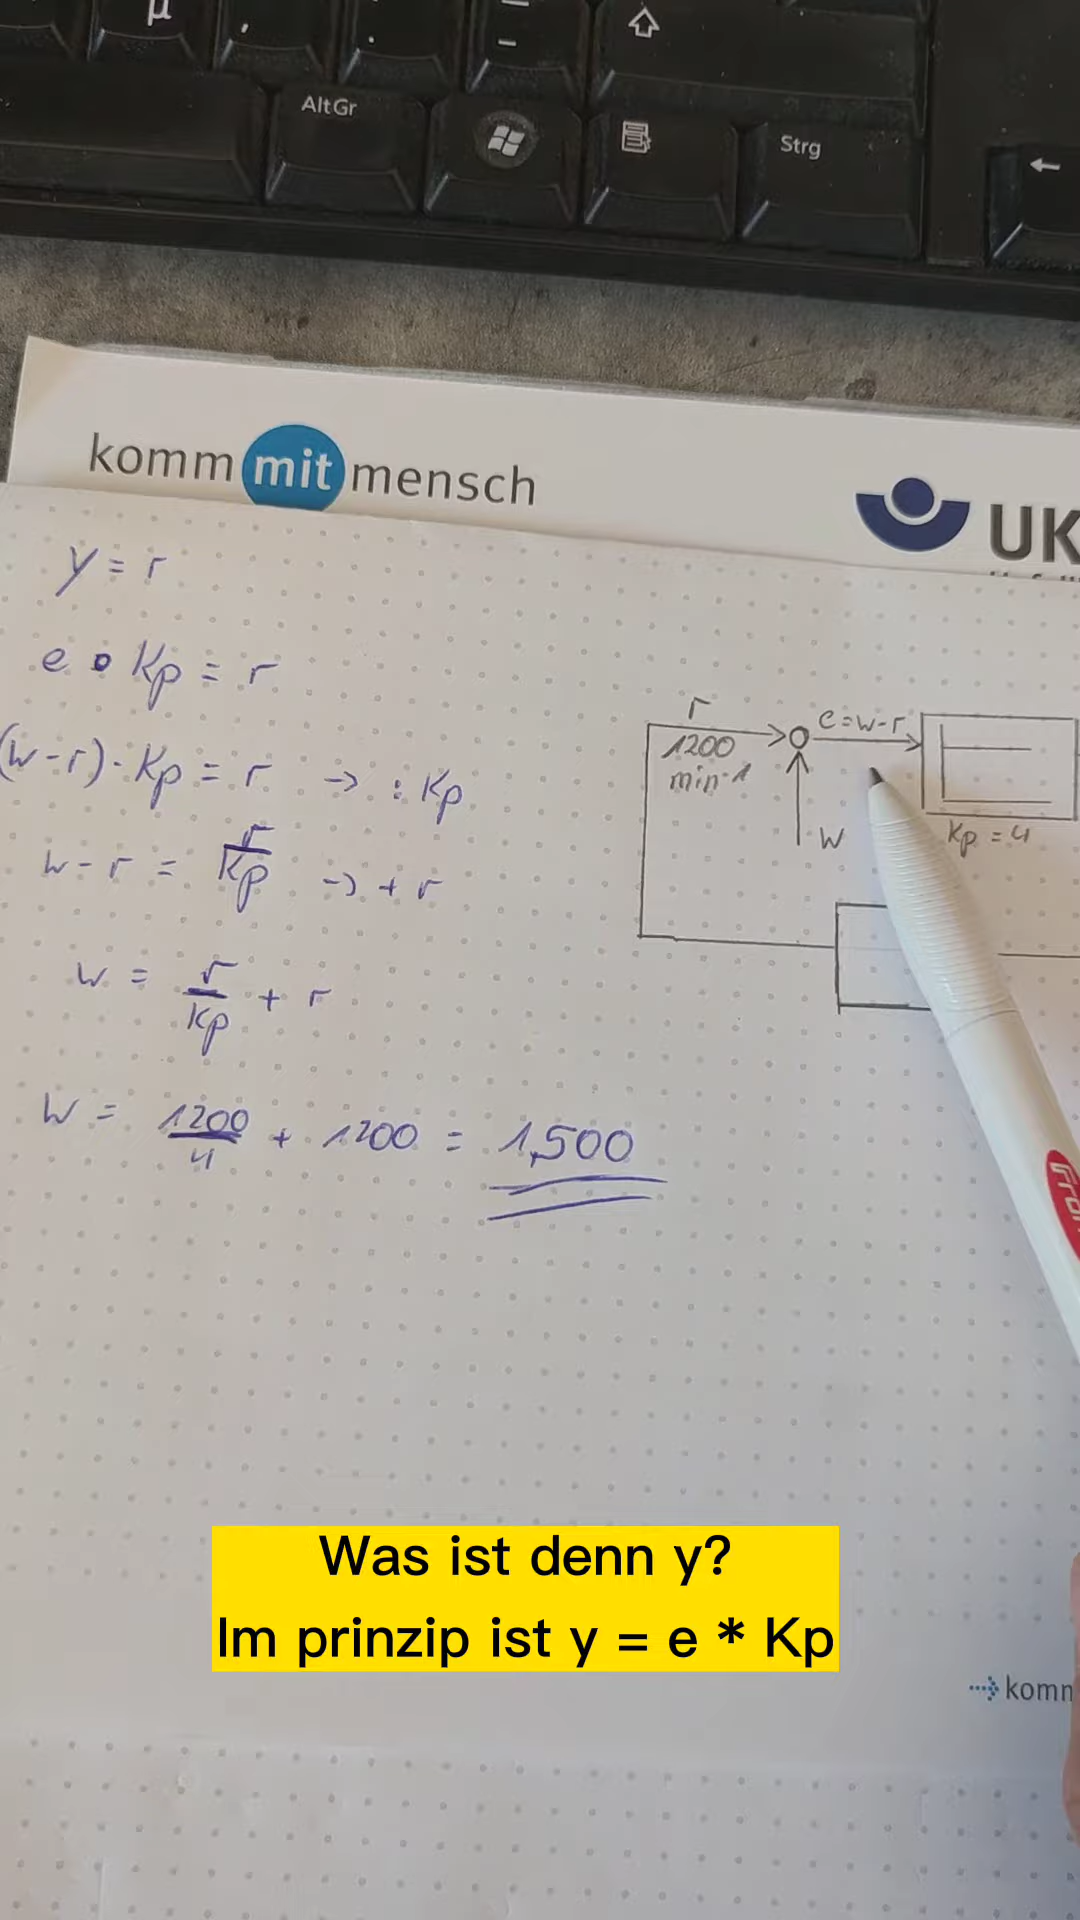 µ
AltGr
Strg
komm mit mensch
UK
y = r
e · Kp = r
(w-r) · Kp = r → : Kp
w - r = r/Kp → + r
w = r/Kp + r
w = 1200/4 + 1200 = 1,500
r
1200
min-1
e = w-r
w
Kp = 4
Fra
Was ist denn y?
Im prinzip ist y = e * Kp
komm